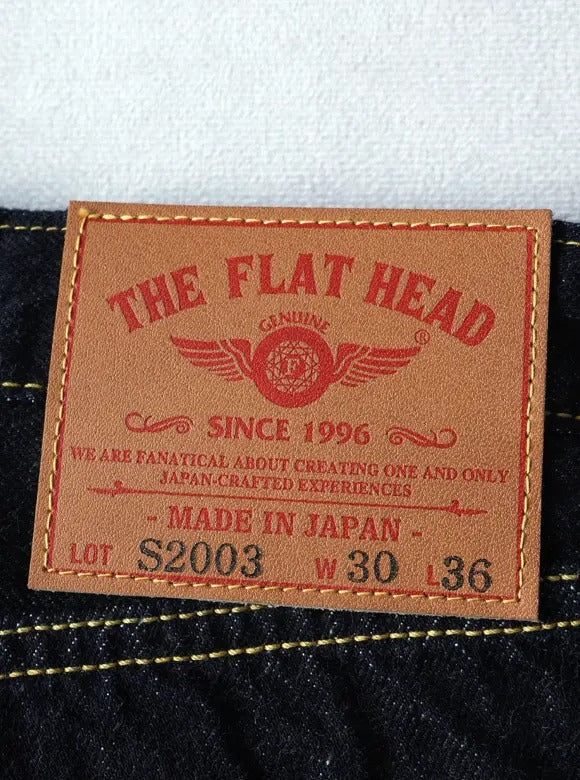 THE FLAT HEAD
GENUINE
®
F
SINCE 1996
WE ARE FANATICAL ABOUT CREATING ONE AND ONLY
JAPAN-CRAFTED EXPERIENCES
- MADE IN JAPAN -
LOT S2003 W 30 L 36